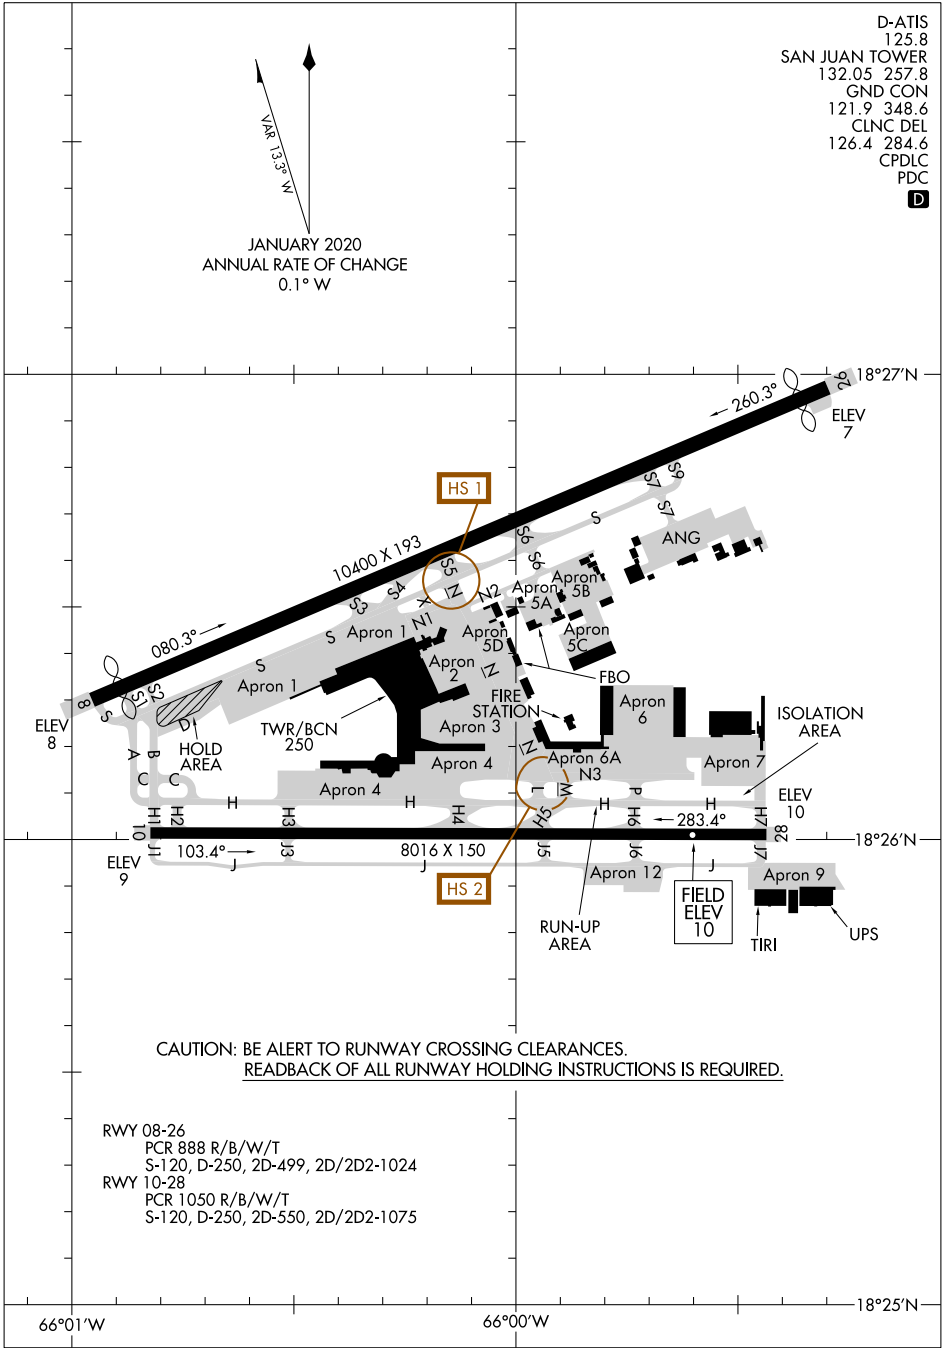 D-ATIS
125.8
SAN JUAN TOWER
132.05 257.8
GND CON
121.9 348.6
CLNC DEL
126.4 284.6
CPDLC
PDC
D
VAR 13.3° W
JANUARY 2020
ANNUAL RATE OF CHANGE
0.1° W
18°27'N
26
260.3°
ELEV
7
HS 1
S9
S7
S7
S
S6
S6
ANG
10400 X 193
S5
N
S4
S3
X
N1
N2
Apron
5A
Apron
5B
Apron
5C
Apron
5D
080.3°
S
Apron 1
S
Apron 1
Apron
2
N
FBO
FIRE
STATION
Apron
6
ISOLATION
AREA
8
S
S1
S2
D
ELEV
8
HOLD
AREA
TWR/BCN
250
Apron 3
N
Apron 4
Apron 6A
N3
Apron 7
A
B
C
C
Apron 4
L
M
P
ELEV
10
H
H
H
H
H1
H2
H3
H4
H5
H6
H7
283.4°
28
10
18°26'N
ELEV
9
103.4°
8016 X 150
J1
J
J3
J
J5
J6
J
J7
HS 2
Apron 12
Apron 9
FIELD
ELEV
10
RUN-UP
AREA
TIRI
UPS
CAUTION: BE ALERT TO RUNWAY CROSSING CLEARANCES.
READBACK OF ALL RUNWAY HOLDING INSTRUCTIONS IS REQUIRED.
RWY 08-26
PCR 888 R/B/W/T
S-120, D-250, 2D-499, 2D/2D2-1024
RWY 10-28
PCR 1050 R/B/W/T
S-120, D-250, 2D-550, 2D/2D2-1075
18°25'N
66°01'W
66°00'W